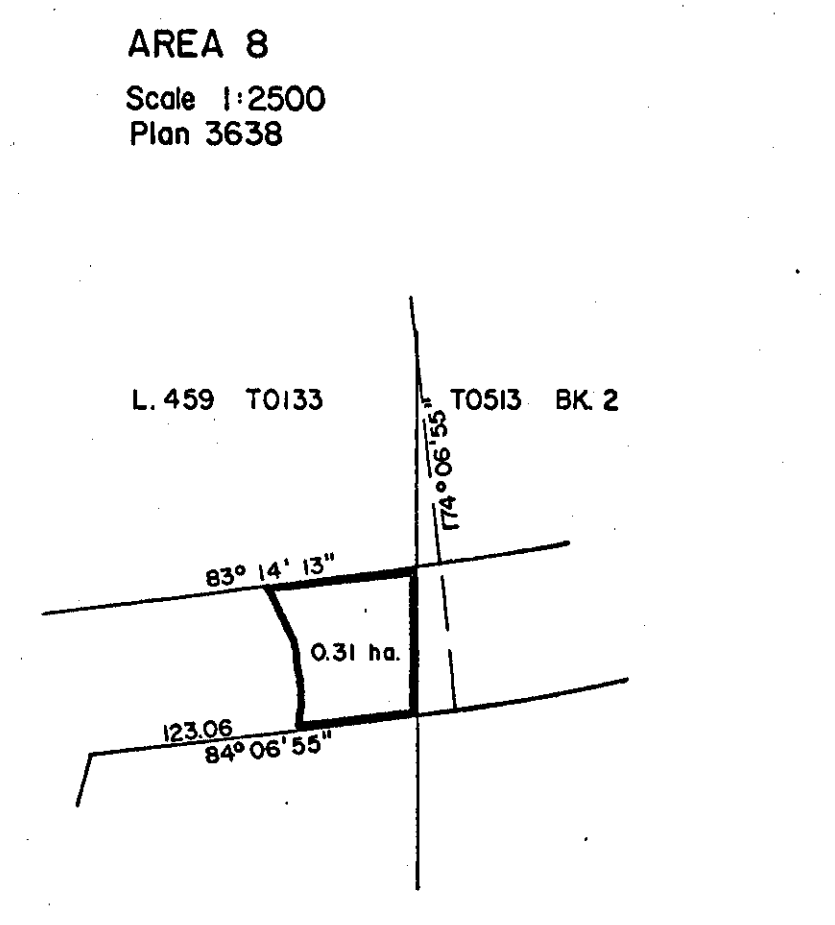 AREA 8
Scale 1:2500
Plan 3638
L. 459 T0133
T0513 BK. 2
174° 06' 55"
83° 14' 13"
0.31 ha.
123.06
84° 06' 55"